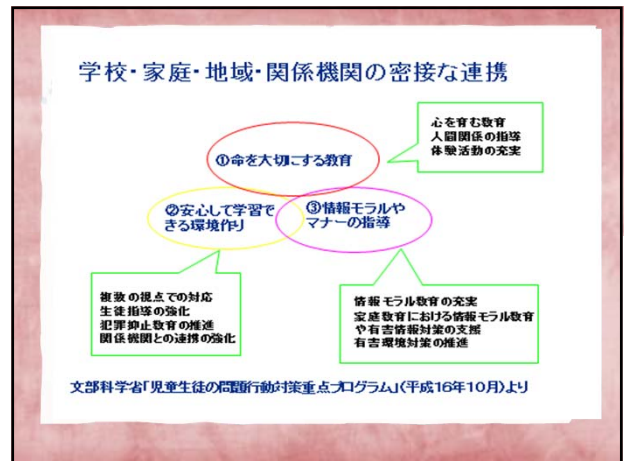 学校・家庭・地域・関係機関の密接な連携
心を育む教育
人間関係の指導
体験活動の充実
①命を大切にする教育
②安心して学習で
きる環境作り
③情報モラルや
マナーの指導
複数の視点での対応
生徒指導の強化
犯罪抑止教育の推進
関係機関との連携の強化
情報モラル教育の充実
家庭教育における情報モラル教育
や有害情報対策の支援
有害環境対策の推進
文部科学省「児童生徒の問題行動対策重点プログラム」(平成16年10月)より